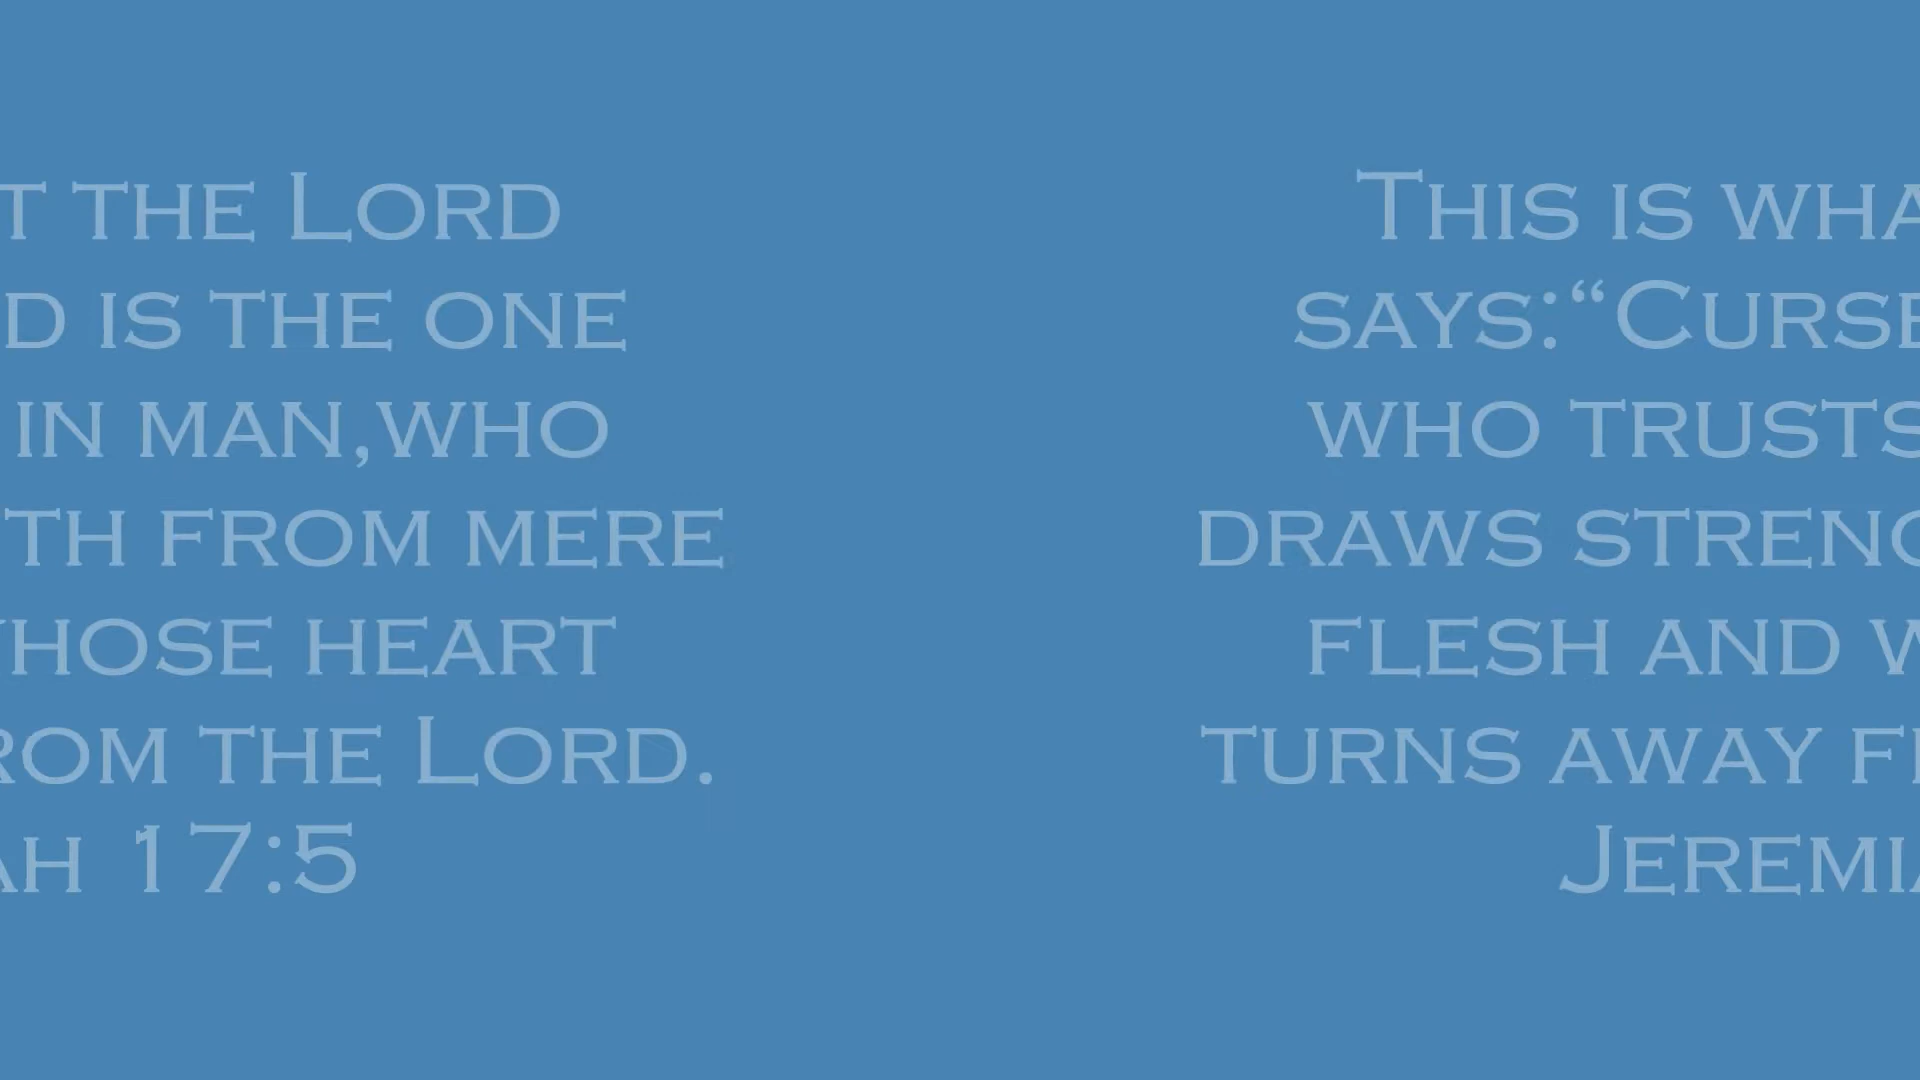 T the Lord
D is the one
in man,who
th from mere
hose heart
rom the Lord.
ah 17:5
This is wha
says:“Curse
who trusts
draws streng
flesh and w
turns away f
Jeremi